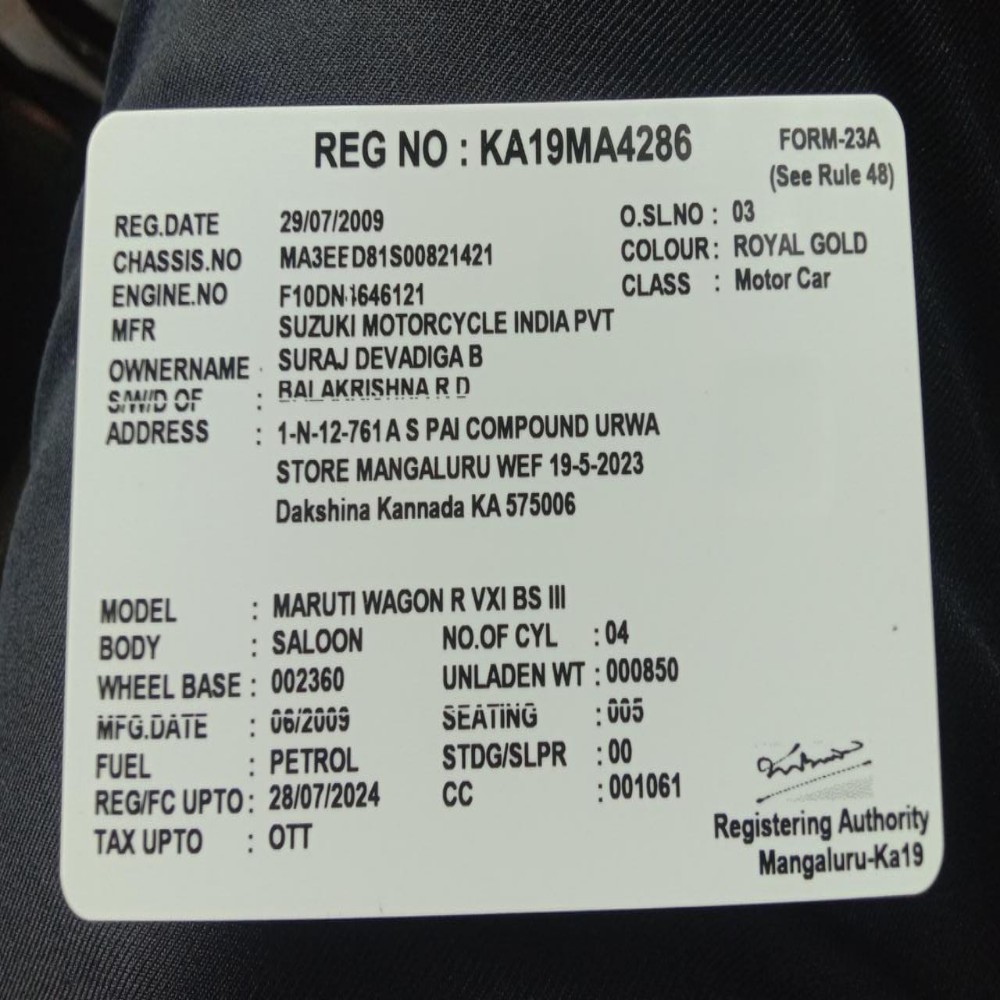 REG NO : KA19MA4286
FORM-23A
(See Rule 48)
REG.DATE 29/07/2009 O.SL.NO : 03
CHASSIS.NO MA3EED81S00821421 COLOUR : ROYAL GOLD
ENGINE.NO F10DN4646121 CLASS : Motor Car
MFR SUZUKI MOTORCYCLE INDIA PVT
OWNERNAME : SURAJ DEVADIGA B
S/W/D OF : BALAKRISHNA R D
ADDRESS : 1-N-12-761 A S PAI COMPOUND URWA
STORE MANGALURU WEF 19-5-2023
Dakshina Kannada KA 575006
MODEL : MARUTI WAGON R VXI BS III
BODY : SALOON NO.OF CYL : 04
WHEEL BASE : 002360 UNLADEN WT : 000850
MFG.DATE : 06/2009 SEATING : 005
FUEL : PETROL STDG/SLPR : 00
REG/FC UPTO : 28/07/2024 CC : 001061
TAX UPTO : OTT
Registering Authority
Mangaluru-Ka19